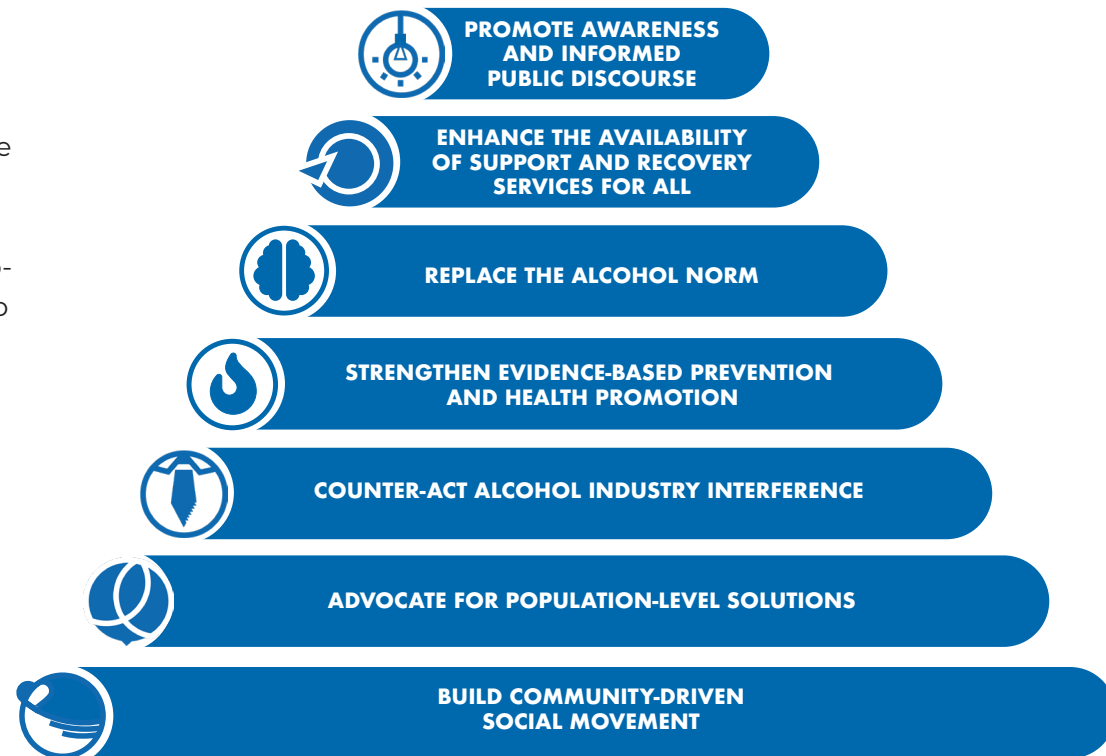 PROMOTE AWARENESS
AND INFORMED
PUBLIC DISCOURSE
e
ENHANCE THE AVAILABILITY
OF SUPPORT AND RECOVERY
SERVICES FOR ALL
-
REPLACE THE ALCOHOL NORM
STRENGTHEN EVIDENCE-BASED PREVENTION
AND HEALTH PROMOTION
COUNTER-ACT ALCOHOL INDUSTRY INTERFERENCE
ADVOCATE FOR POPULATION-LEVEL SOLUTIONS
BUILD COMMUNITY-DRIVEN
SOCIAL MOVEMENT